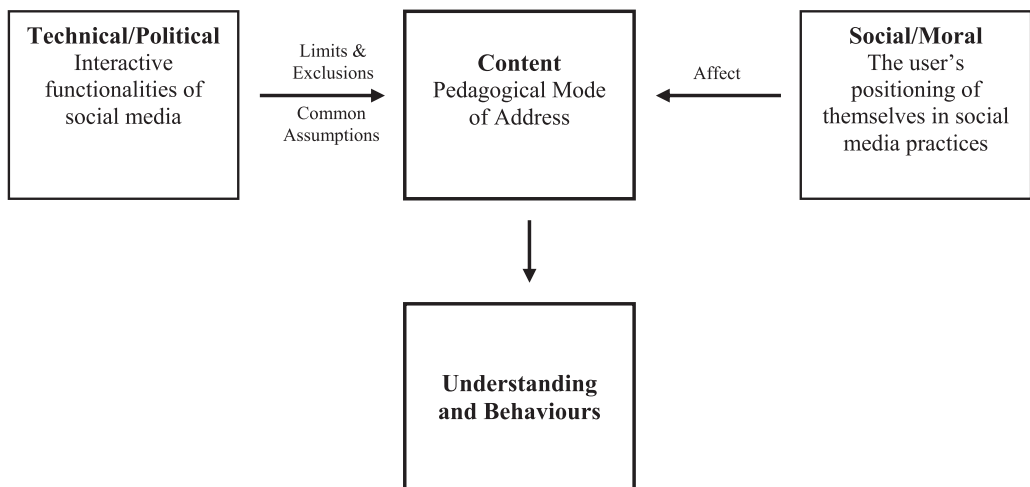 Technical/Political
Interactive
functionalities of
social media
Limits &
Exclusions
Common
Assumptions
Content
Pedagogical Mode
of Address
Affect
Social/Moral
The user’s
positioning of
themselves in social
media practices
Understanding
and Behaviours